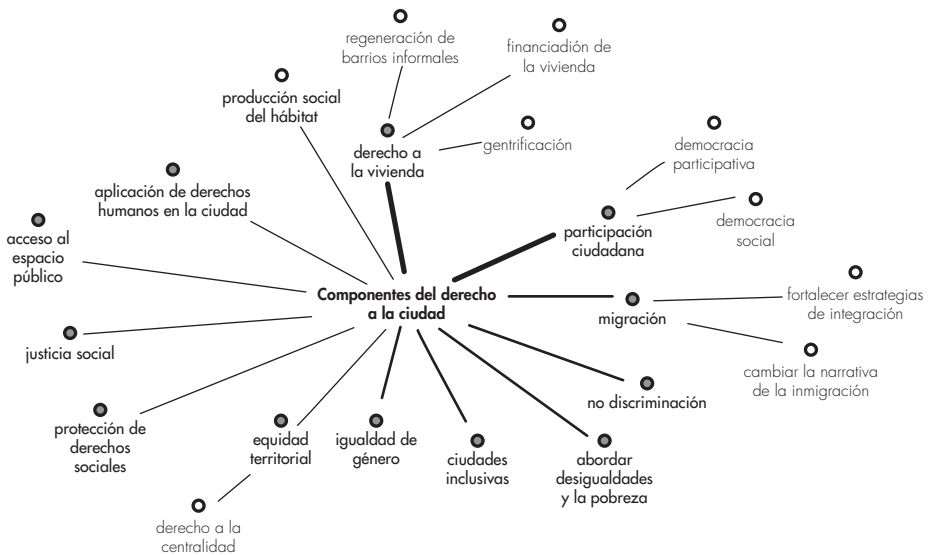 regeneración de
barrios informales
financiadión de
la vivienda
producción social
del hábitat
gentrificación
derecho a
la vivienda
democracia
participativa
aplicación de derechos
humanos en la ciudad
democracia
social
participación
ciudadana
acceso al
espacio
público
Componentes del derecho
a la ciudad
fortalecer estrategias
de integración
migración
justicia social
cambiar la narrativa
de la inmigración
no discriminación
protección de
derechos
sociales
equidad
territorial
igualdad de
género
ciudades
inclusivas
abordar
desigualdades
y la pobreza
derecho a la
centralidad